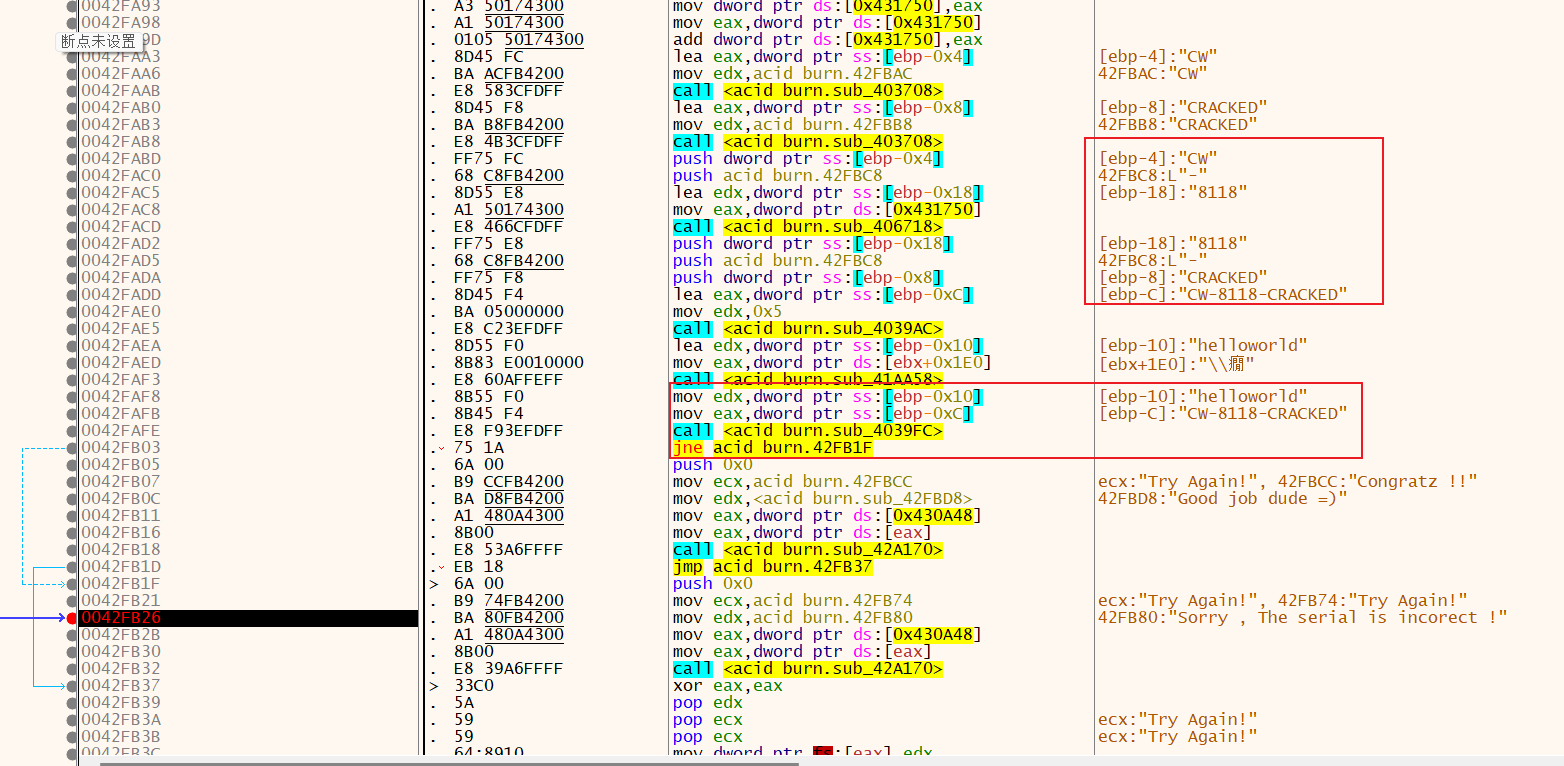 0042FA93 . A3 50174300 mov dword ptr ds:[0x431750],eax
0042FA98 . A1 50174300 mov eax,dword ptr ds:[0x431750]
断点未设置 9D . 0105 50174300 add dword ptr ds:[0x431750],eax
0042FAA3 . 8D45 FC lea eax,dword ptr ss:[ebp-0x4] [ebp-4]:"CW"
0042FAA6 . BA ACFB4200 mov edx,acid burn.42FBAC 42FBAC:"CW"
0042FAAB . E8 583CFDFF call <acid burn.sub_403708>
0042FAB0 . 8D45 F8 lea eax,dword ptr ss:[ebp-0x8] [ebp-8]:"CRACKED"
0042FAB3 . BA B8FB4200 mov edx,acid burn.42FBB8 42FBB8:"CRACKED"
0042FAB8 . E8 4B3CFDFF call <acid burn.sub_403708>
0042FABD . FF75 FC push dword ptr ss:[ebp-0x4] [ebp-4]:"CW"
0042FAC0 . 68 C8FB4200 push acid burn.42FBC8 42FBC8:L"-"
0042FAC5 . 8D55 E8 lea edx,dword ptr ss:[ebp-0x18] [ebp-18]:"8118"
0042FAC8 . A1 50174300 mov eax,dword ptr ds:[0x431750]
0042FACD . E8 466CFDFF call <acid burn.sub_406718>
0042FAD2 . FF75 E8 push dword ptr ss:[ebp-0x18] [ebp-18]:"8118"
0042FAD5 . 68 C8FB4200 push acid burn.42FBC8 42FBC8:L"-"
0042FADA . FF75 F8 push dword ptr ss:[ebp-0x8] [ebp-8]:"CRACKED"
0042FADD . 8D45 F4 lea eax,dword ptr ss:[ebp-0xC] [ebp-C]:"CW-8118-CRACKED"
0042FAE0 . BA 05000000 mov edx,0x5
0042FAE5 . E8 C23EFDFF call <acid burn.sub_4039AC>
0042FAEA . 8D55 F0 lea edx,dword ptr ss:[ebp-0x10] [ebp-10]:"helloworld"
0042FAED . 8B83 E0010000 mov eax,dword ptr ds:[ebx+0x1E0] [ebx+1E0]:"\\癇"
0042FAF3 . E8 60AFFEFF call <acid burn.sub_41AA58>
0042FAF8 . 8B55 F0 mov edx,dword ptr ss:[ebp-0x10] [ebp-10]:"helloworld"
0042FAFB . 8B45 F4 mov eax,dword ptr ss:[ebp-0xC] [ebp-C]:"CW-8118-CRACKED"
0042FAFE . E8 F93EFDFF call <acid burn.sub_4039FC>
0042FB03 . 75 1A jne acid burn.42FB1F
0042FB05 . 6A 00 push 0x0
0042FB07 . B9 CCFB4200 mov ecx,acid burn.42FBCC ecx:"Try Again!", 42FBCC:"Congratz !!"
0042FB0C . BA D8FB4200 mov edx,<acid burn.sub_42FBD8> 42FBD8:"Good job dude =)"
0042FB11 . A1 480A4300 mov eax,dword ptr ds:[0x430A48]
0042FB16 . 8B00 mov eax,dword ptr ds:[eax]
0042FB18 . E8 53A6FFFF call <acid burn.sub_42A170>
0042FB1D . EB 18 jmp acid burn.42FB37
0042FB1F > 6A 00 push 0x0
0042FB21 . B9 74FB4200 mov ecx,acid burn.42FB74 ecx:"Try Again!", 42FB74:"Try Again!"
0042FB26 . BA 80FB4200 mov edx,acid burn.42FB80 42FB80:"Sorry , The serial is incorect !"
0042FB2B . A1 480A4300 mov eax,dword ptr ds:[0x430A48]
0042FB30 . 8B00 mov eax,dword ptr ds:[eax]
0042FB32 . E8 39A6FFFF call <acid burn.sub_42A170>
0042FB37 > 33C0 xor eax,eax
0042FB39 . 5A pop edx
0042FB3A . 59 pop ecx ecx:"Try Again!"
0042FB3B . 59 pop ecx ecx:"Try Again!"
0042FB3C . 64:8910 mov dword ptr fs:[eax],edx